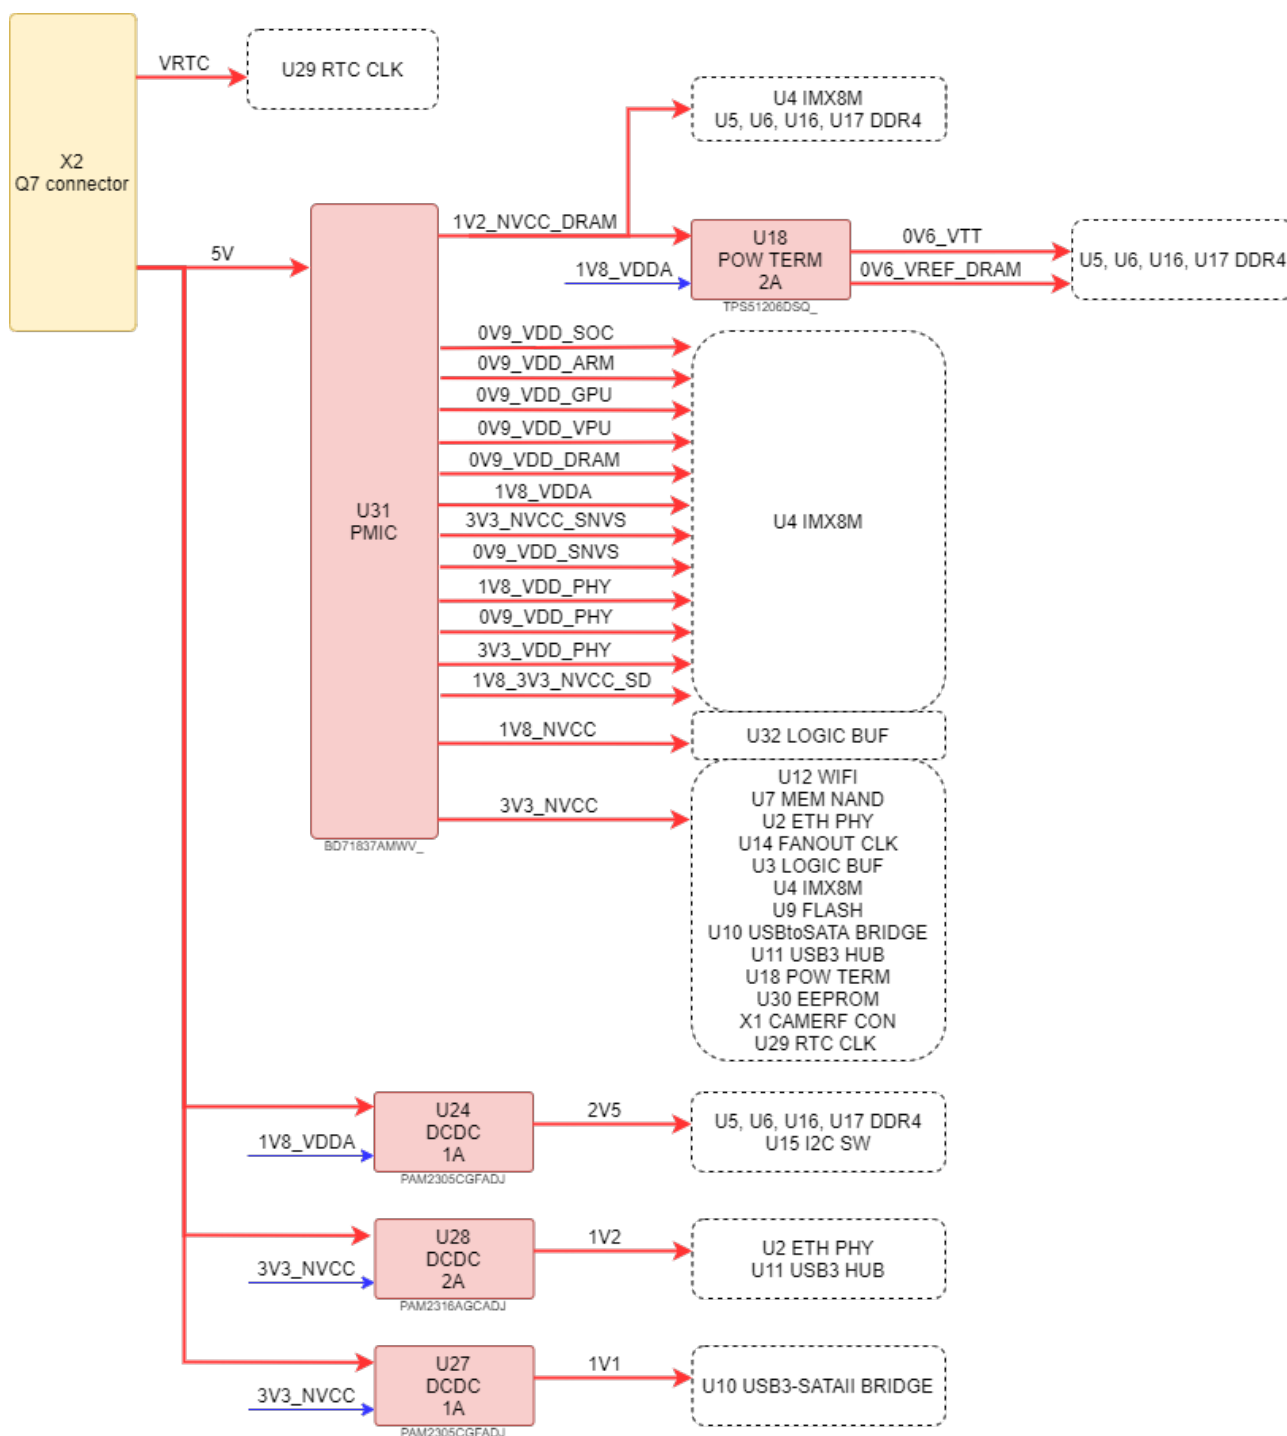 VRTC
U29 RTC CLK
X2
Q7 connector
5V
U31
PMIC
BD71837AMWV_
1V2_NVCC_DRAM
U4 IMX8M
U5, U6, U16, U17 DDR4
1V8_VDDA
U18
POW TERM
2A
TPS51206DSQ_
0V6_VTT
0V6_VREF_DRAM
U5, U6, U16, U17 DDR4
0V9_VDD_SOC
0V9_VDD_ARM
0V9_VDD_GPU
0V9_VDD_VPU
0V9_VDD_DRAM
1V8_VDDA
3V3_NVCC_SNVS
0V9_VDD_SNVS
1V8_VDD_PHY
0V9_VDD_PHY
3V3_VDD_PHY
1V8_3V3_NVCC_SD
U4 IMX8M
1V8_NVCC
U32 LOGIC BUF
3V3_NVCC
U12 WIFI
U7 MEM NAND
U2 ETH PHY
U14 FANOUT CLK
U3 LOGIC BUF
U4 IMX8M
U9 FLASH
U10 USBtoSATA BRIDGE
U11 USB3 HUB
U18 POW TERM
U30 EEPROM
X1 CAMERF CON
U29 RTC CLK
1V8_VDDA
U24
DCDC
1A
PAM2305CGFADJ
2V5
U5, U6, U16, U17 DDR4
U15 I2C SW
3V3_NVCC
U28
DCDC
2A
PAM2316AGCADJ
1V2
U2 ETH PHY
U11 USB3 HUB
3V3_NVCC
U27
DCDC
1A
PAM2305CGFADJ
1V1
U10 USB3-SATAII BRIDGE